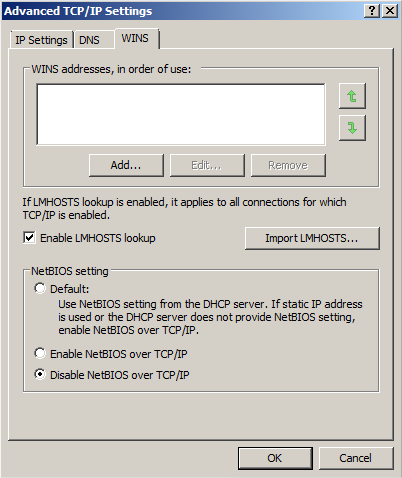 Advanced TCP/IP Settings
IP Settings DNS WINS
WINS addresses, in order of use:
Add... Edit... Remove
If LMHOSTS lookup is enabled, it applies to all connections for which
TCP/IP is enabled.
Enable LMHOSTS lookup Import LMHOSTS...
NetBIOS setting
Default:
Use NetBIOS setting from the DHCP server. If static IP address
is used or the DHCP server does not provide NetBIOS setting,
enable NetBIOS over TCP/IP.
Enable NetBIOS over TCP/IP
Disable NetBIOS over TCP/IP
OK Cancel